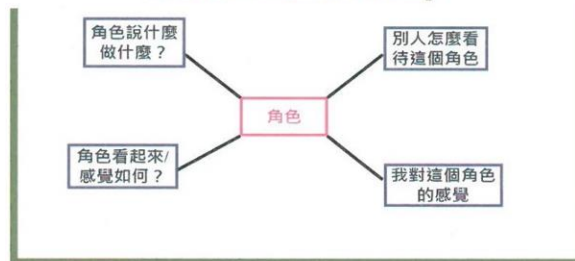 角色說什麼
做什麼？
別人怎麼看
待這個角色
角色
角色看起來/
感覺如何？
我對這個角色
的感覺